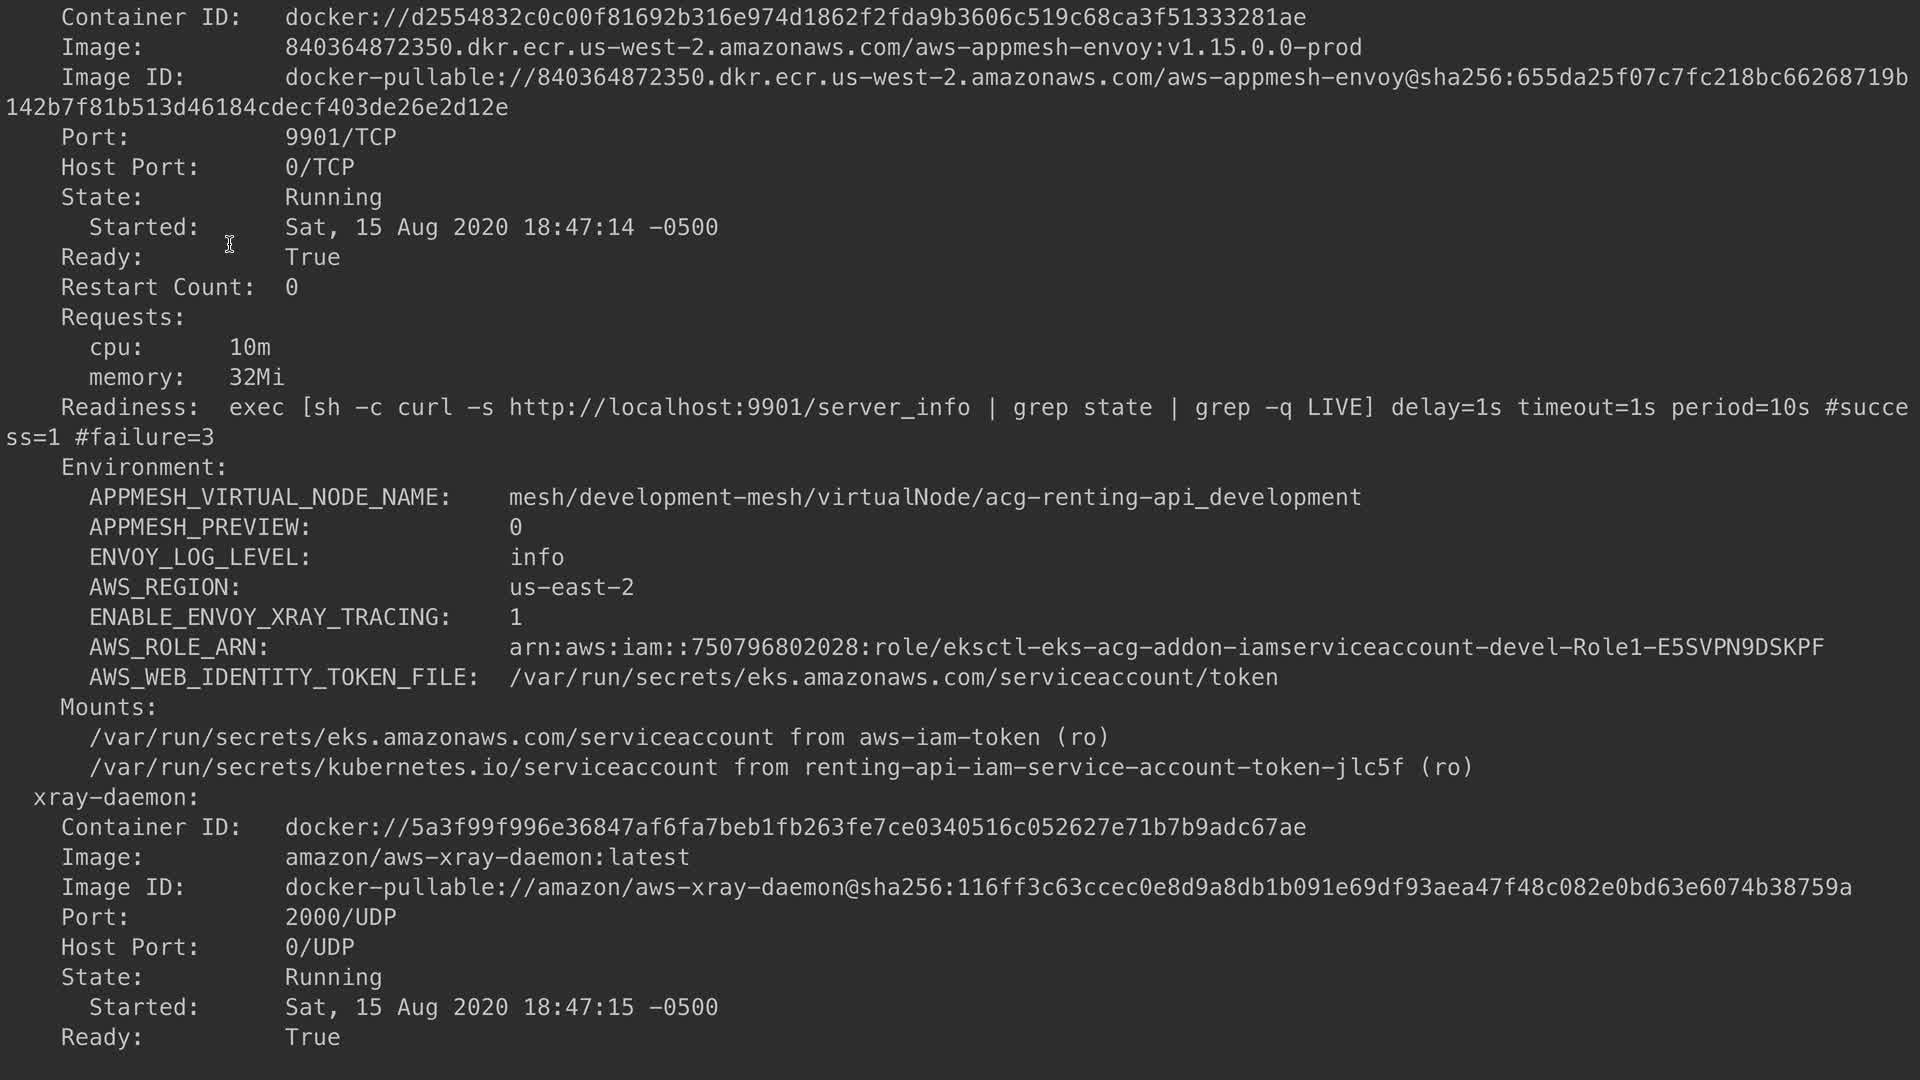 Container ID:   docker://d2554832c0c00f81692b316e974d1862f2fda9b3606c519c68ca3f51333281ae
Image:          840364872350.dkr.ecr.us-west-2.amazonaws.com/aws-appmesh-envoy:v1.15.0.0-prod
Image ID:       docker-pullable://840364872350.dkr.ecr.us-west-2.amazonaws.com/aws-appmesh-envoy@sha256:655da25f07c7fc218bc66268719b
142b7f81b513d46184cdecf403de26e2d12e
Port:           9901/TCP
Host Port:      0/TCP
State:          Running
Started:      Sat, 15 Aug 2020 18:47:14 -0500
Ready:          True
Restart Count:  0
Requests:
cpu:      10m
memory:   32Mi
Readiness:  exec [sh -c curl -s http://localhost:9901/server_info | grep state | grep -q LIVE] delay=1s timeout=1s period=10s #succe
ss=1 #failure=3
Environment:
APPMESH_VIRTUAL_NODE_NAME:    mesh/development-mesh/virtualNode/acg-renting-api_development
APPMESH_PREVIEW:              0
ENVOY_LOG_LEVEL:              info
AWS_REGION:                   us-east-2
ENABLE_ENVOY_XRAY_TRACING:    1
AWS_ROLE_ARN:                 arn:aws:iam::750796802028:role/eksctl-eks-acg-addon-iamserviceaccount-devel-Role1-E5SVPN9DSKPF
AWS_WEB_IDENTITY_TOKEN_FILE:  /var/run/secrets/eks.amazonaws.com/serviceaccount/token
Mounts:
/var/run/secrets/eks.amazonaws.com/serviceaccount from aws-iam-token (ro)
/var/run/secrets/kubernetes.io/serviceaccount from renting-api-iam-service-account-token-jlc5f (ro)
xray-daemon:
Container ID:   docker://5a3f99f996e36847af6fa7beb1fb263fe7ce0340516c052627e71b7b9adc67ae
Image:          amazon/aws-xray-daemon:latest
Image ID:       docker-pullable://amazon/aws-xray-daemon@sha256:116ff3c63ccec0e8d9a8db1b091e69df93aea47f48c082e0bd63e6074b38759a
Port:           2000/UDP
Host Port:      0/UDP
State:          Running
Started:      Sat, 15 Aug 2020 18:47:15 -0500
Ready:          True